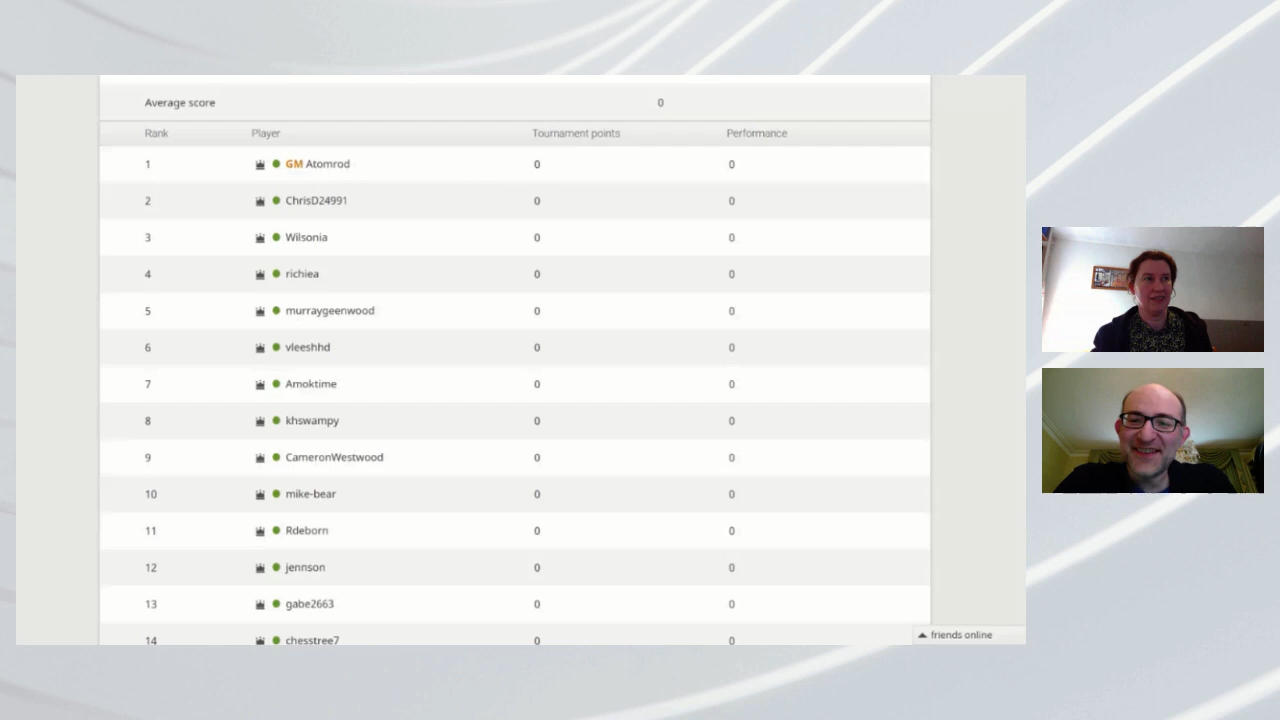 Average score 0
Rank Player Tournament points Performance
1 GM Atomrod 0 0
2 ChrisD24991 0 0
3 Wilsonia 0 0
4 richiea 0 0
5 murraygeenwood 0 0
6 vleeshhd 0 0
7 Amoktime 0 0
8 khswampy 0 0
9 CameronWestwood 0 0
10 mike-bear 0 0
11 Rdeborn 0 0
12 jennson 0 0
13 gabe2663 0 0
14 chesstree7 0 0
friends online